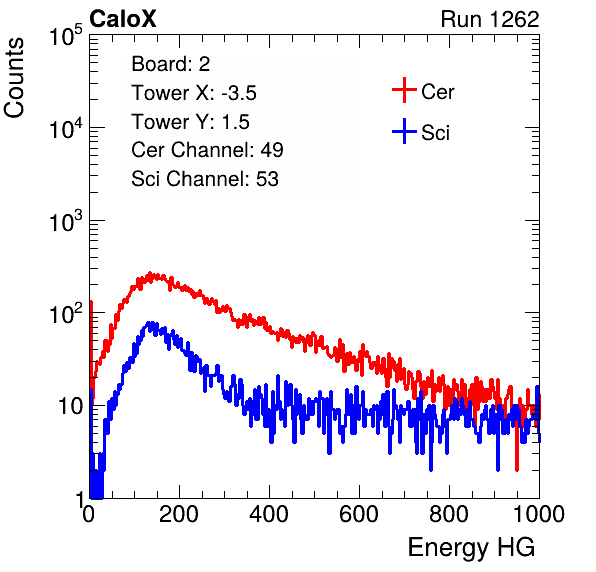 CaloX Run 1262
Counts
10^5
10^4
10^3
10^2
10
1
Board: 2
Tower X: -3.5
Tower Y: 1.5
Cer Channel: 49
Sci Channel: 53
Cer
Sci
0 200 400 600 800 1000
Energy HG